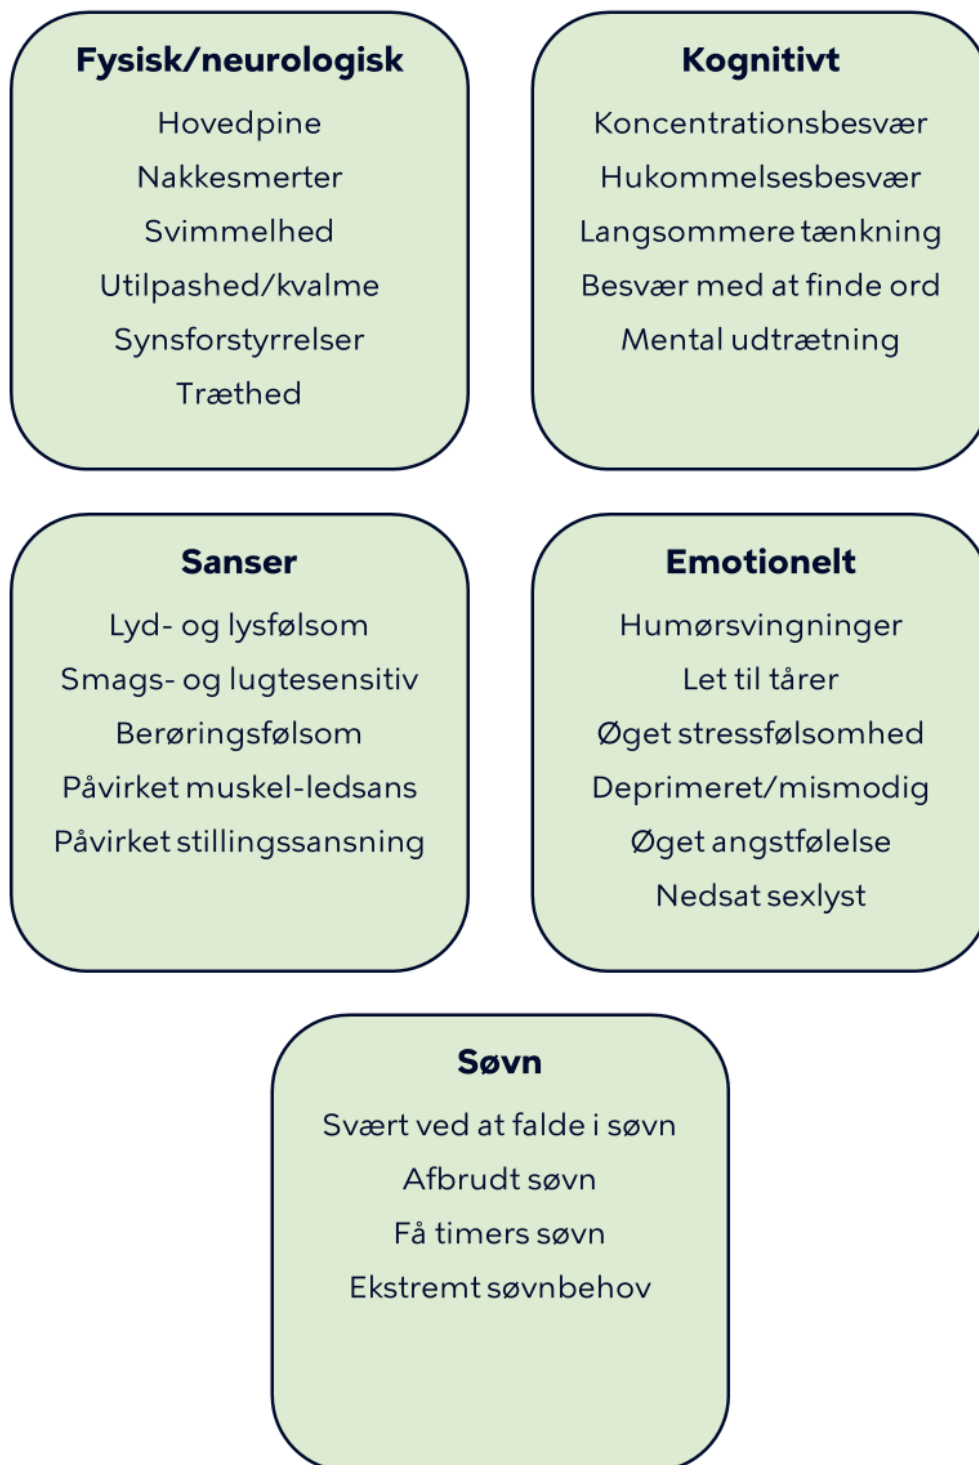 Fysisk/neurologisk
Hovedpine
Nakkesmerter
Svimmelhed
Utilpashed/kvalme
Synsforstyrrelser
Træthed
Kognitivt
Koncentrationsbesvær
Hukommelsesbesvær
Langsommere tænkning
Besvær med at finde ord
Mental udtrætning
Sanser
Lyd- og lysfølsom
Smags- og lugtesensitiv
Berøringsfølsom
Påvirket muskel-ledsans
Påvirket stillingssansning
Emotionelt
Humørsvingninger
Let til tårer
Øget stressfølsomhed
Deprimeret/mismodig
Øget angstfølelse
Nedsat sexlyst
Søvn
Svært ved at falde i søvn
Afbrudt søvn
Få timers søvn
Ekstremt søvnbehov